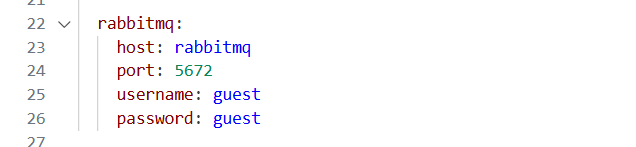 21
22 rabbitmq:
23 host: rabbitmq
24 port: 5672
25 username: guest
26 password: guest
27